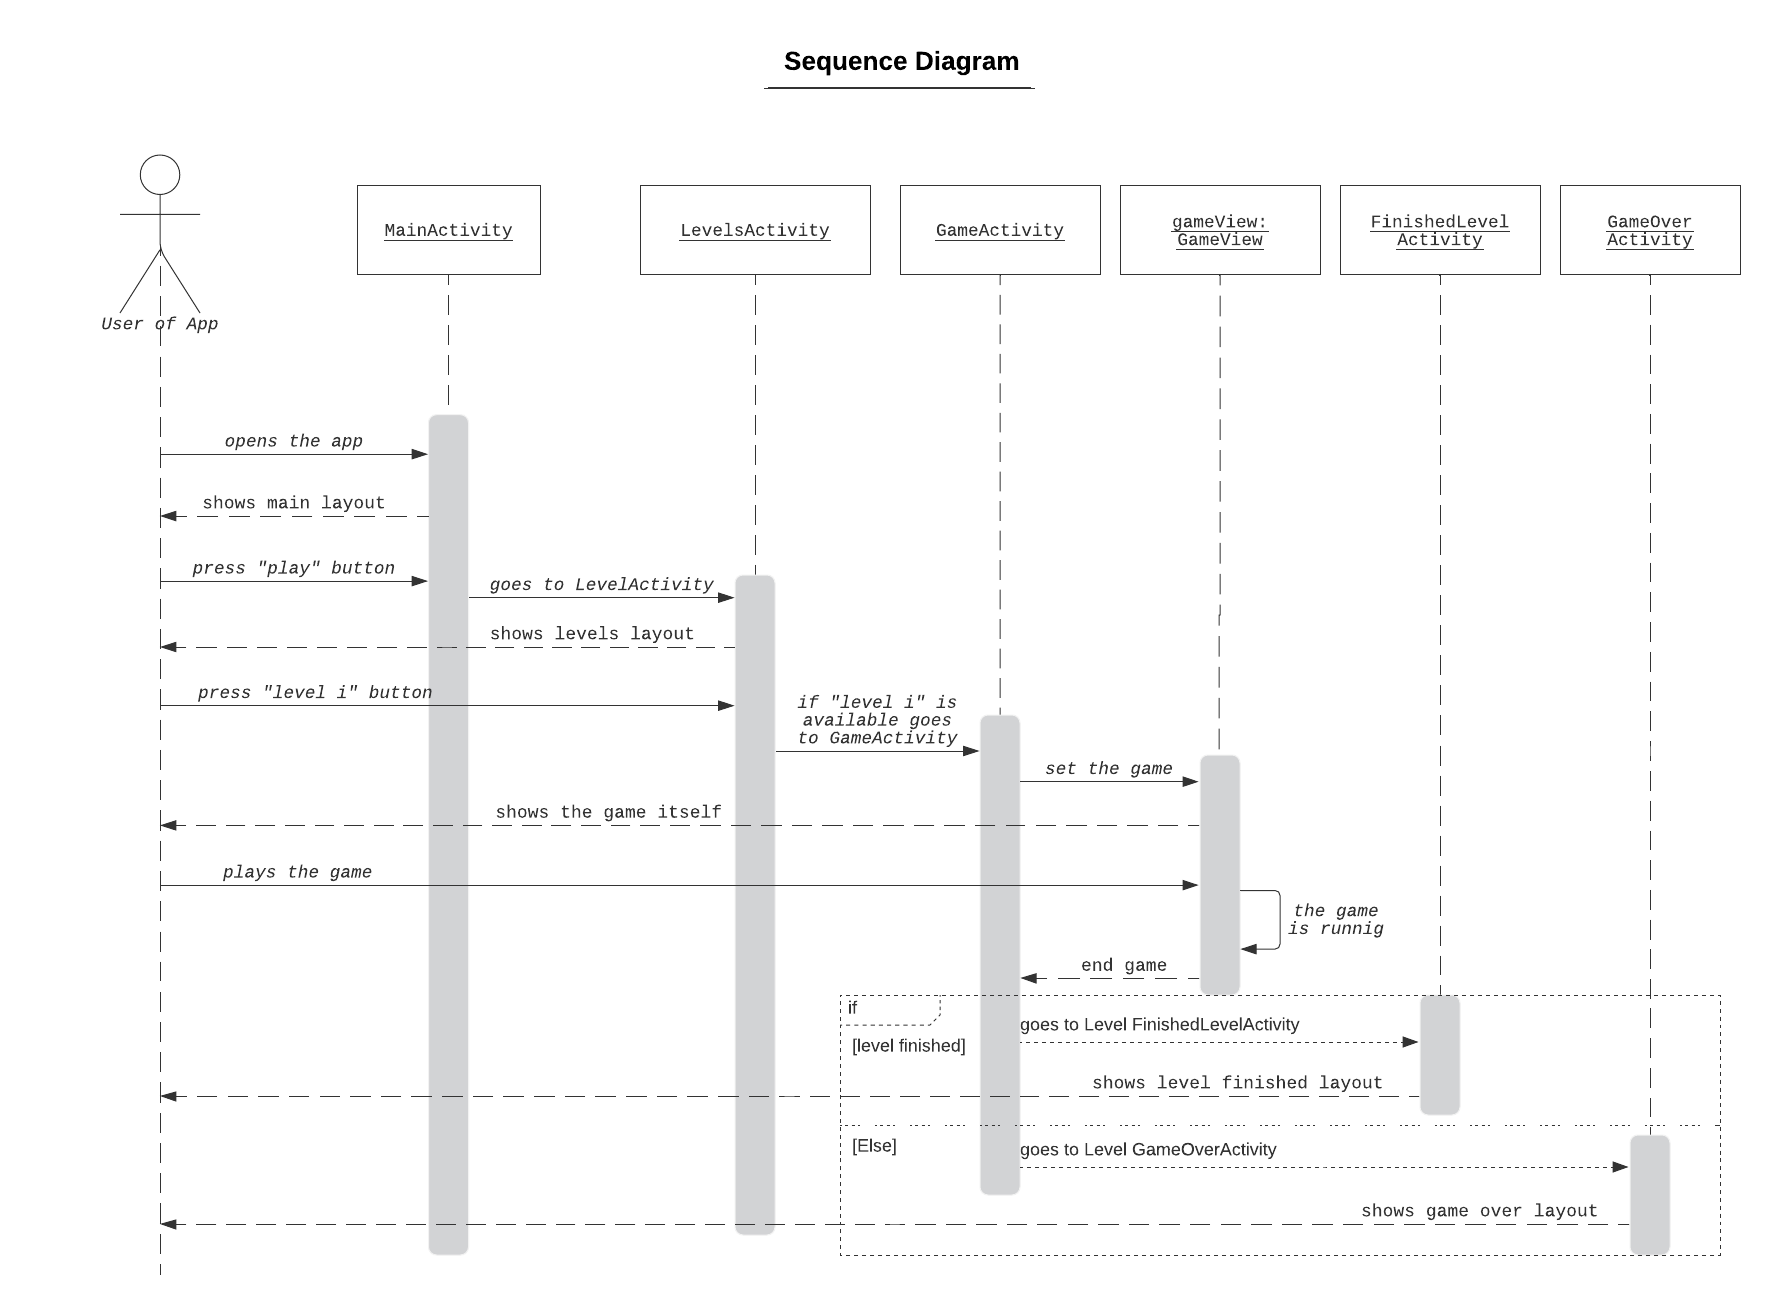 Sequence Diagram
User of App
MainActivity
LevelsActivity
GameActivity
gameView:
GameView
FinishedLevel
Activity
GameOver
Activity
opens the app
shows main layout
press "play" button
goes to LevelActivity
shows levels layout
press "level i" button
if "level i" is
available goes
to GameActivity
set the game
shows the game itself
plays the game
the game
is runnig
end game
if
[level finished]
goes to Level FinishedLevelActivity
shows level finished layout
[Else]
goes to Level GameOverActivity
shows game over layout